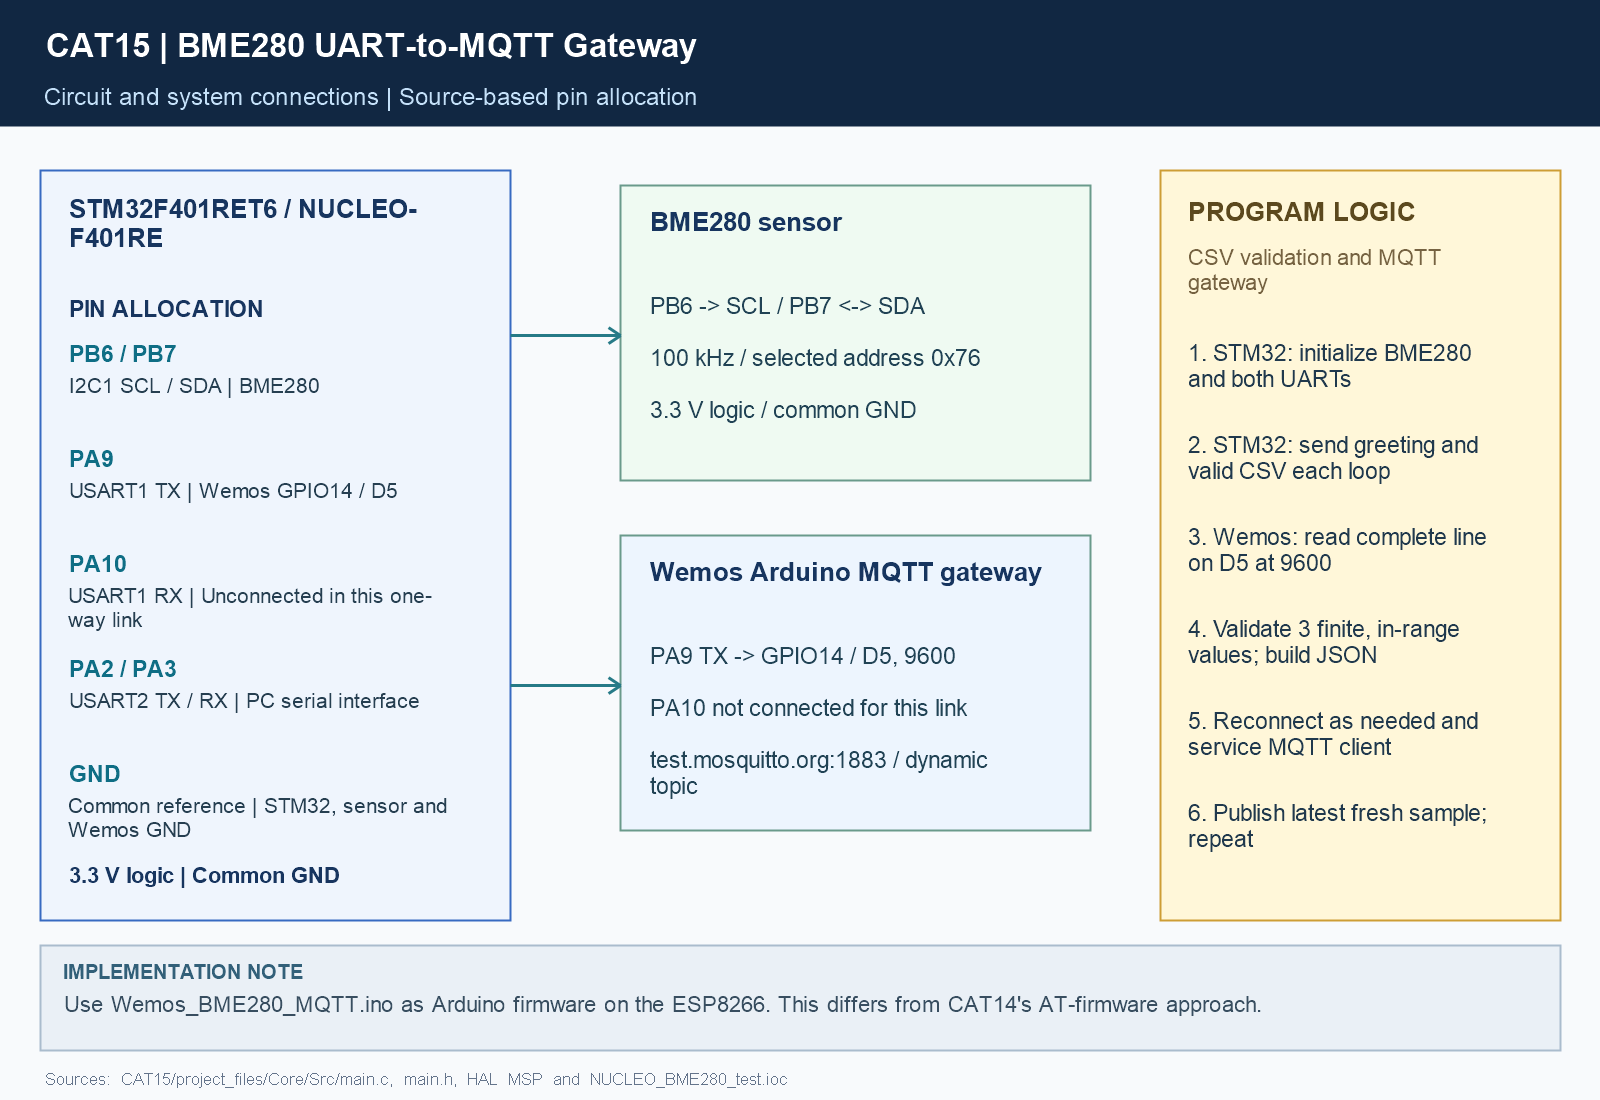 CAT15 | BME280 UART-to-MQTT Gateway
Circuit and system connections | Source-based pin allocation
STM32F401RET6 / NUCLEO-
F401RE
PIN ALLOCATION
PB6 / PB7
I2C1 SCL / SDA | BME280
PA9
USART1 TX | Wemos GPIO14 / D5
PA10
USART1 RX | Unconnected in this one-
way link
PA2 / PA3
USART2 TX / RX | PC serial interface
GND
Common reference | STM32, sensor and
Wemos GND
3.3 V logic | Common GND
BME280 sensor
PB6 -> SCL / PB7 <-> SDA
100 kHz / selected address 0x76
3.3 V logic / common GND
Wemos Arduino MQTT gateway
PA9 TX -> GPIO14 / D5, 9600
PA10 not connected for this link
test.mosquitto.org:1883 / dynamic
topic
PROGRAM LOGIC
CSV validation and MQTT
gateway
1. STM32: initialize BME280
and both UARTs
2. STM32: send greeting and
valid CSV each loop
3. Wemos: read complete line
on D5 at 9600
4. Validate 3 finite, in-range
values; build JSON
5. Reconnect as needed and
service MQTT client
6. Publish latest fresh sample;
repeat
IMPLEMENTATION NOTE
Use Wemos_BME280_MQTT.ino as Arduino firmware on the ESP8266. This differs from CAT14's AT-firmware approach.
Sources: CAT15/project_files/Core/Src/main.c, main.h, HAL MSP and NUCLEO_BME280_test.ioc